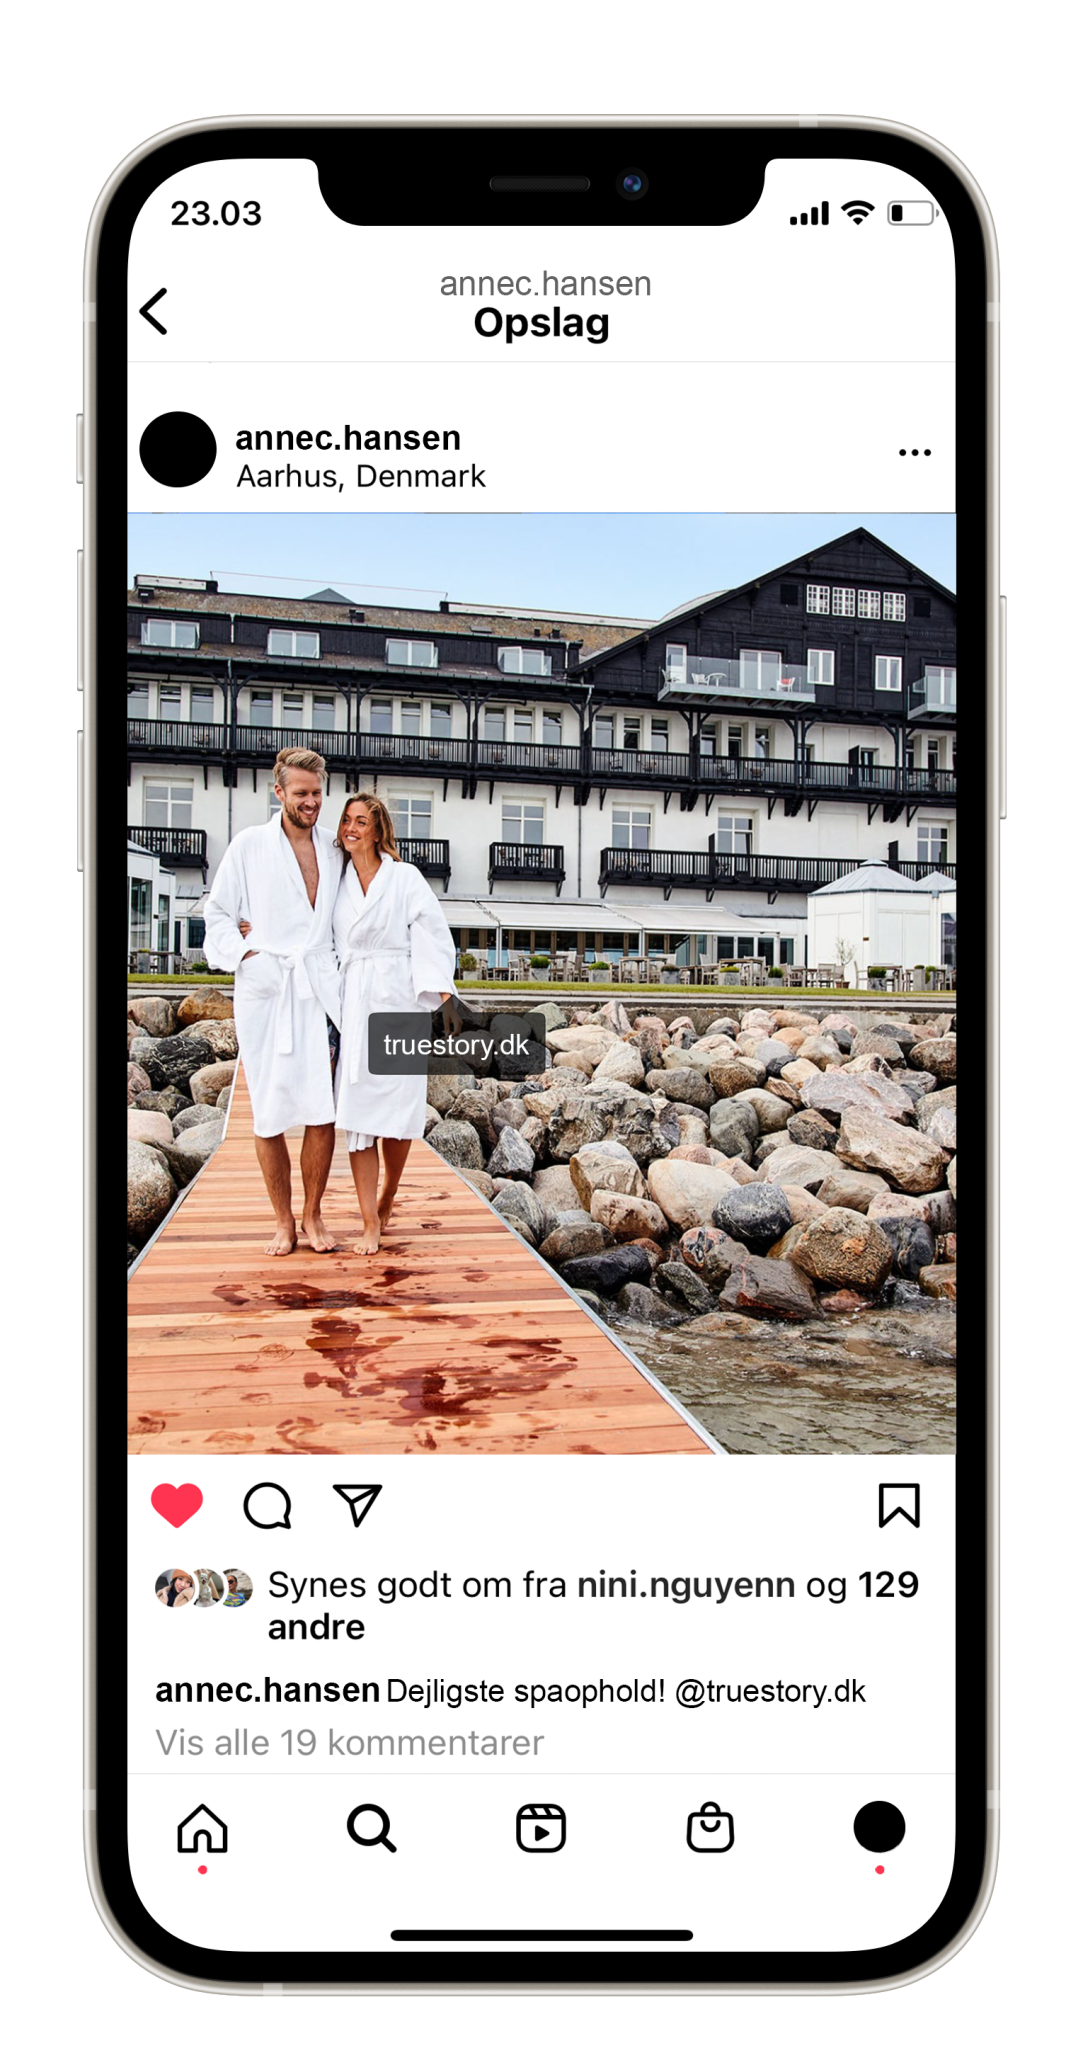 23.03
annec.hansen
Opslag
annec.hansen
Aarhus, Denmark
truestory.dk
Synes godt om fra nini.nguyenn og 129
andre
annec.hansen Dejligste spaophold! @truestory.dk
Vis alle 19 kommentarer